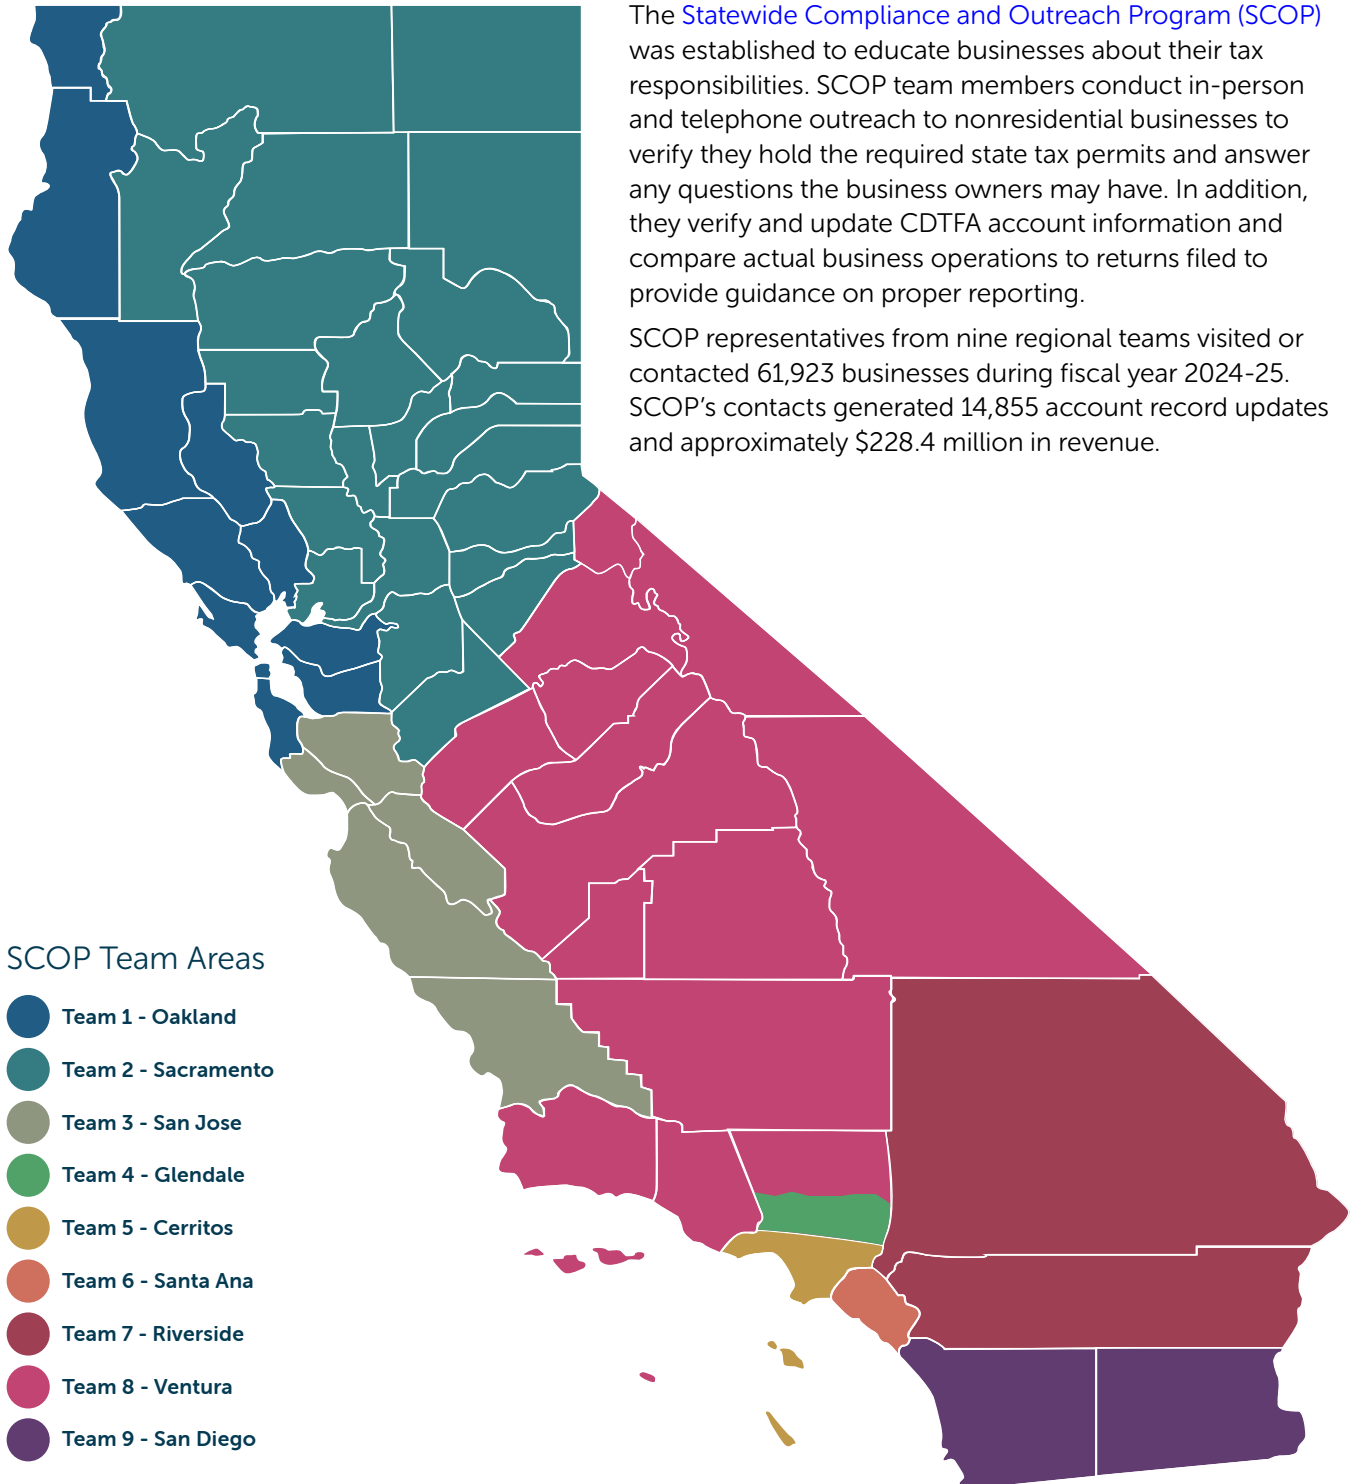 The Statewide Compliance and Outreach Program (SCOP)
was established to educate businesses about their tax
responsibilities. SCOP team members conduct in-person
and telephone outreach to nonresidential businesses to
verify they hold the required state tax permits and answer
any questions the business owners may have. In addition,
they verify and update CDTFA account information and
compare actual business operations to returns filed to
provide guidance on proper reporting.
SCOP representatives from nine regional teams visited or
contacted 61,923 businesses during fiscal year 2024-25.
SCOP’s contacts generated 14,855 account record updates
and approximately $228.4 million in revenue.
SCOP Team Areas
Team 1 - Oakland
Team 2 - Sacramento
Team 3 - San Jose
Team 4 - Glendale
Team 5 - Cerritos
Team 6 - Santa Ana
Team 7 - Riverside
Team 8 - Ventura
Team 9 - San Diego